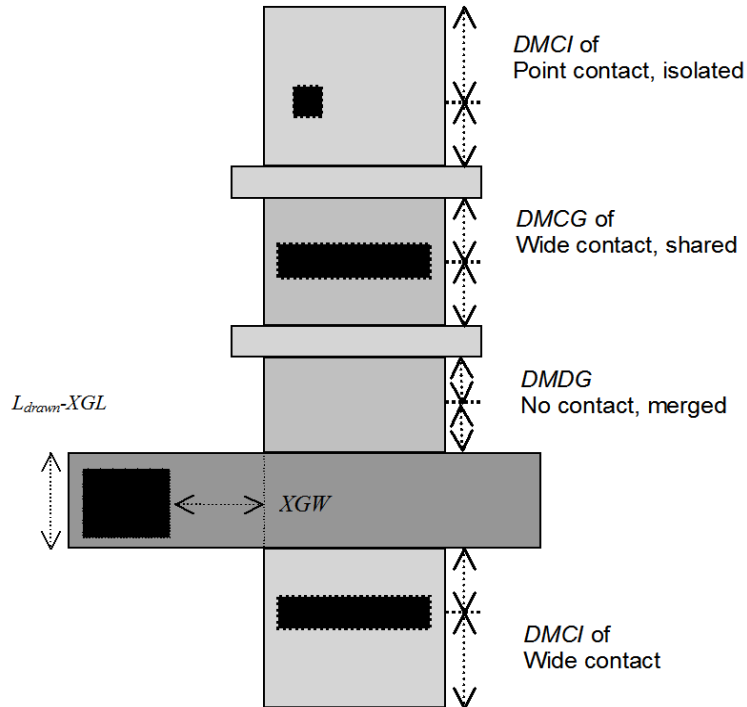 DMCI of
Point contact, isolated
DMCG of
Wide contact, shared
DMDG
No contact, merged
Ldrawn-XGL
XGW
DMCI of
Wide contact